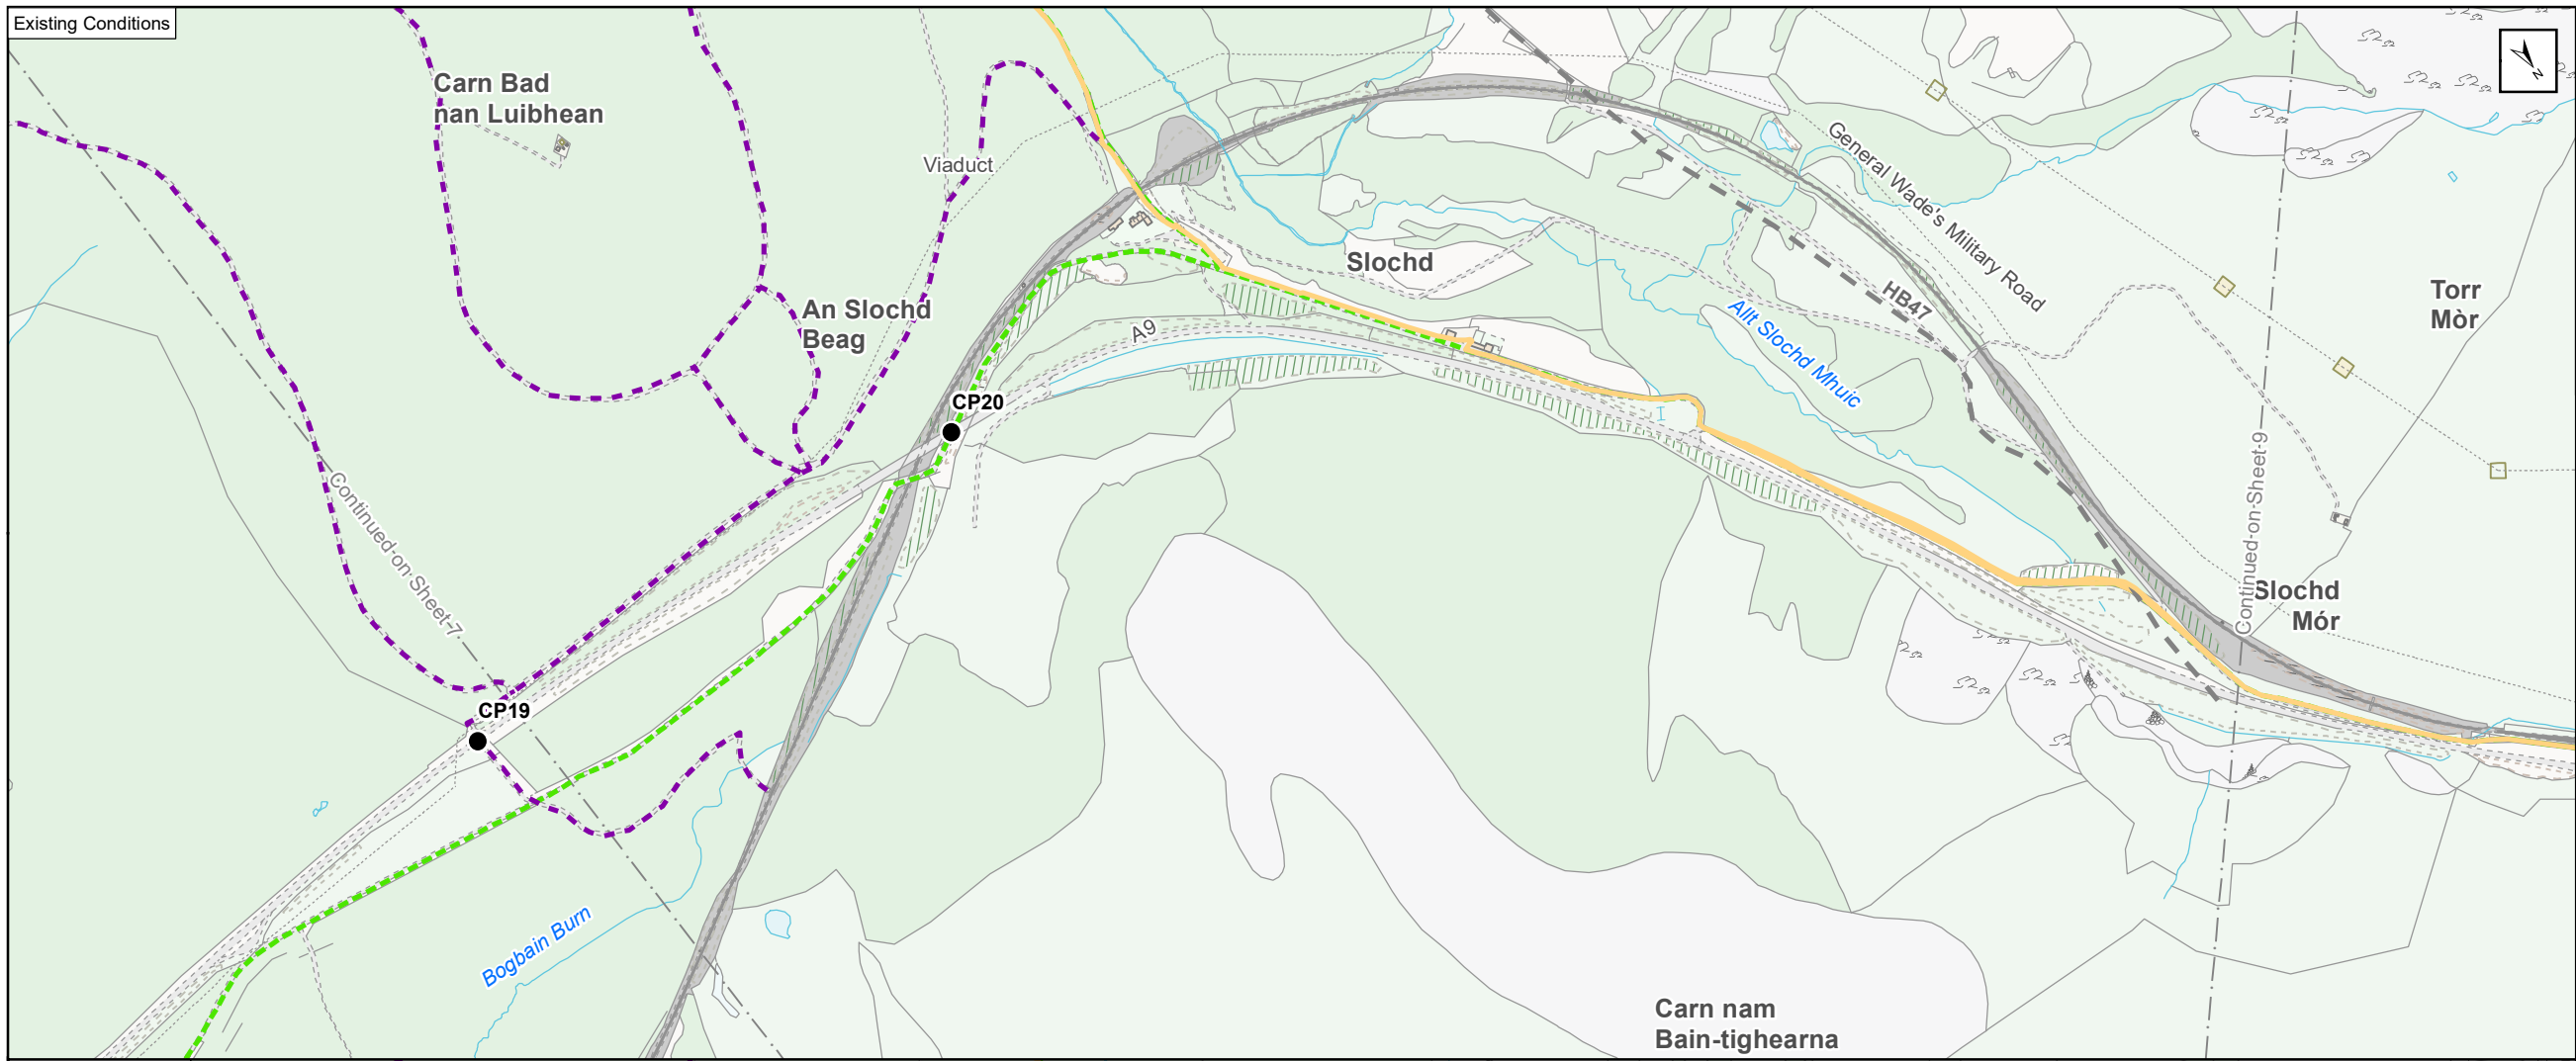 Existing Conditions
N
Carn Bad
nan Luibhean
Viaduct
General Wade's Military Road
Slochd
HB47
Torr
Mòr
An Slochd
Beag
A9
Allt Slochd Mhuic
CP20
Continued on Sheet 7
Continued on Sheet 9
Slochd
Mór
CP19
Bogbain Burn
Carn nam
Bain-tighearna